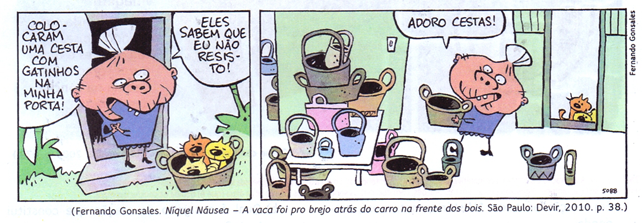 COLO-
CARAM
UMA CESTA
COM
GATINHOS
NA
MINHA
PORTA!
ELES
SABEM QUE
EU NÃO
RESIS-
TO!
ADORO CESTAS!
Fernando Gonsales
5088
(Fernando Gonsales. Níquel Náusea – A vaca foi pro brejo atrás do carro na frente dos bois. São Paulo: Devir, 2010. p. 38.)